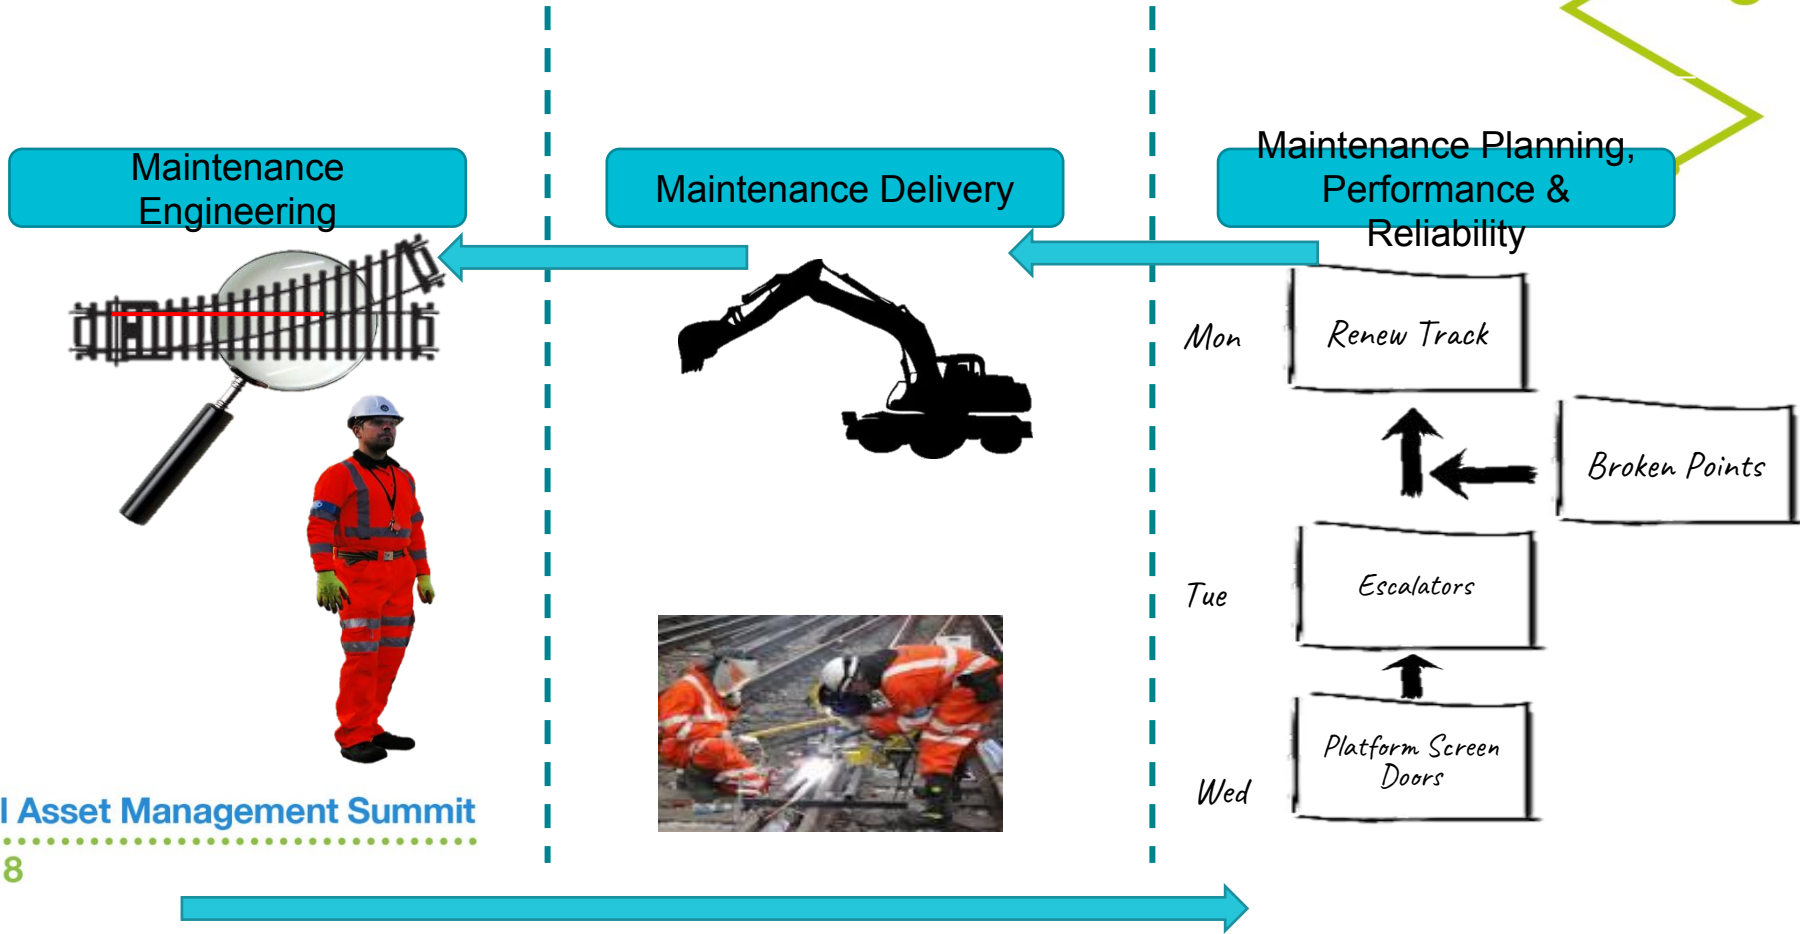 Maintenance
Engineering
Maintenance Delivery
Maintenance Planning,
Performance &
Reliability
Mon
Renew Track
Broken Points
Tue
Escalators
Wed
Platform Screen
Doors
l Asset Management Summit
8